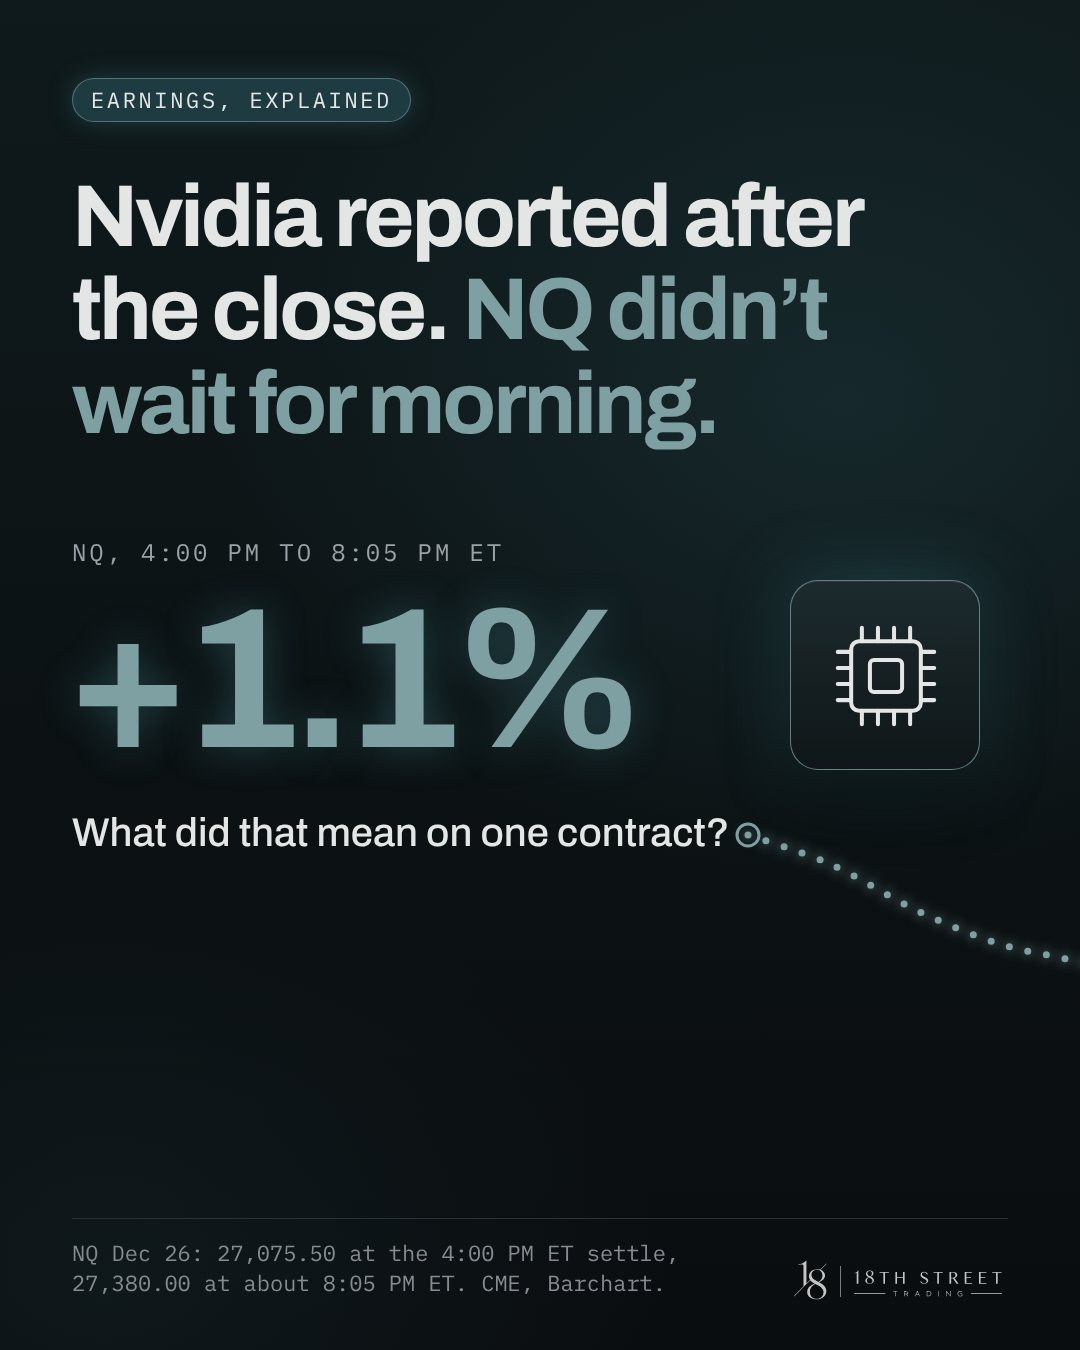 EARNINGS, EXPLAINED
Nvidia reported after
the close. NQ didn’t
wait for morning.
NQ, 4:00 PM TO 8:05 PM ET
+1.1%
What did that mean on one contract?
NQ Dec 26: 27,075.50 at the 4:00 PM ET settle,
27,380.00 at about 8:05 PM ET. CME, Barchart.
18
18TH STREET
TRADING